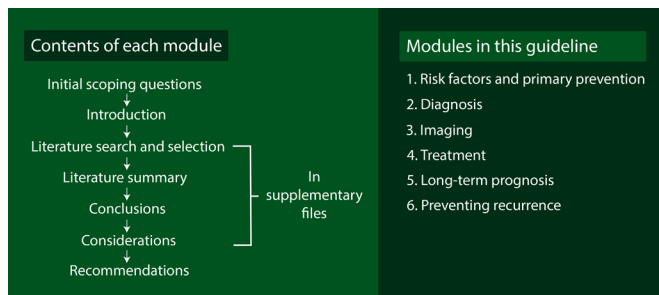 Contents of each module
Initial scoping questions
Introduction
Literature search and selection
Literature summary
Conclusions
Considerations
Recommendations
In
supplementary
files
Modules in this guideline
1. Risk factors and primary prevention
2. Diagnosis
3. Imaging
4. Treatment
5. Long-term prognosis
6. Preventing recurrence